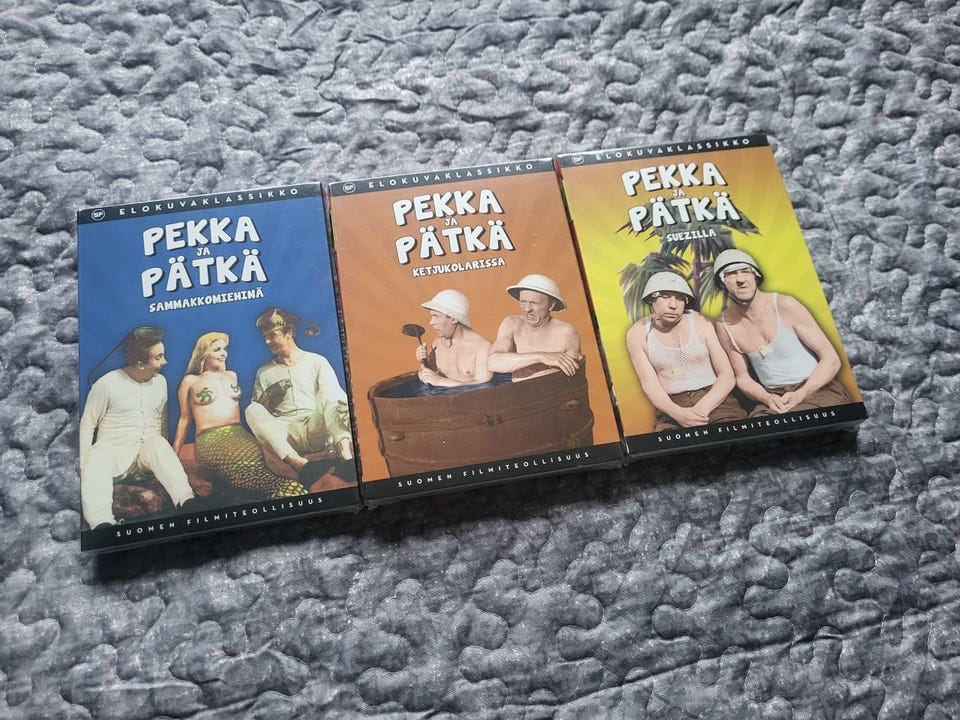 SF ELOKUVAKLASSIKKO
PEKKA
JA
PÄTKÄ
SAMMAKKOMIEHINÄ
SUOMEN FILMITEOLLISUUS
SF ELOKUVAKLASSIKKO
PEKKA
JA
PÄTKÄ
KETJUKOLARISSA
SUOMEN FILMITEOLLISUUS
SF ELOKUVAKLASSIKKO
PEKKA
JA
PÄTKÄ
SUEZILLA
SUOMEN FILMITEOLLISUUS